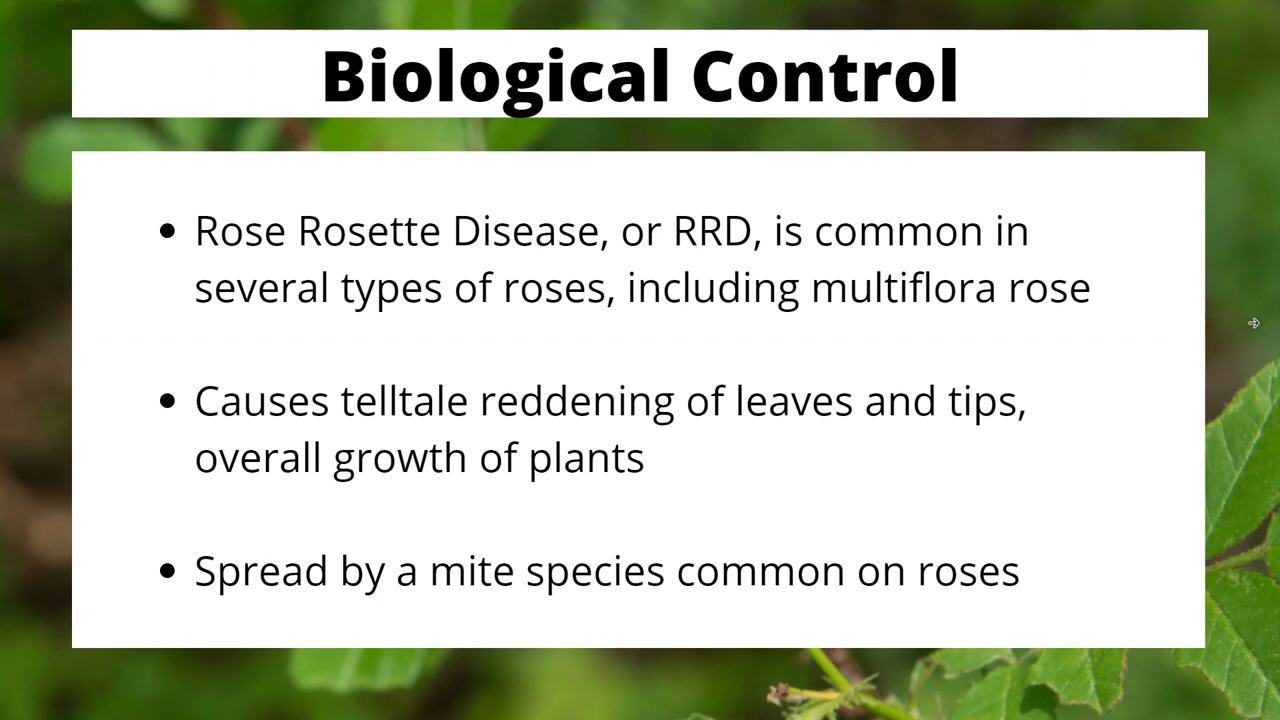 Biological Control
• Rose Rosette Disease, or RRD, is common in
several types of roses, including multiflora rose
• Causes telltale reddening of leaves and tips,
overall growth of plants
• Spread by a mite species common on roses